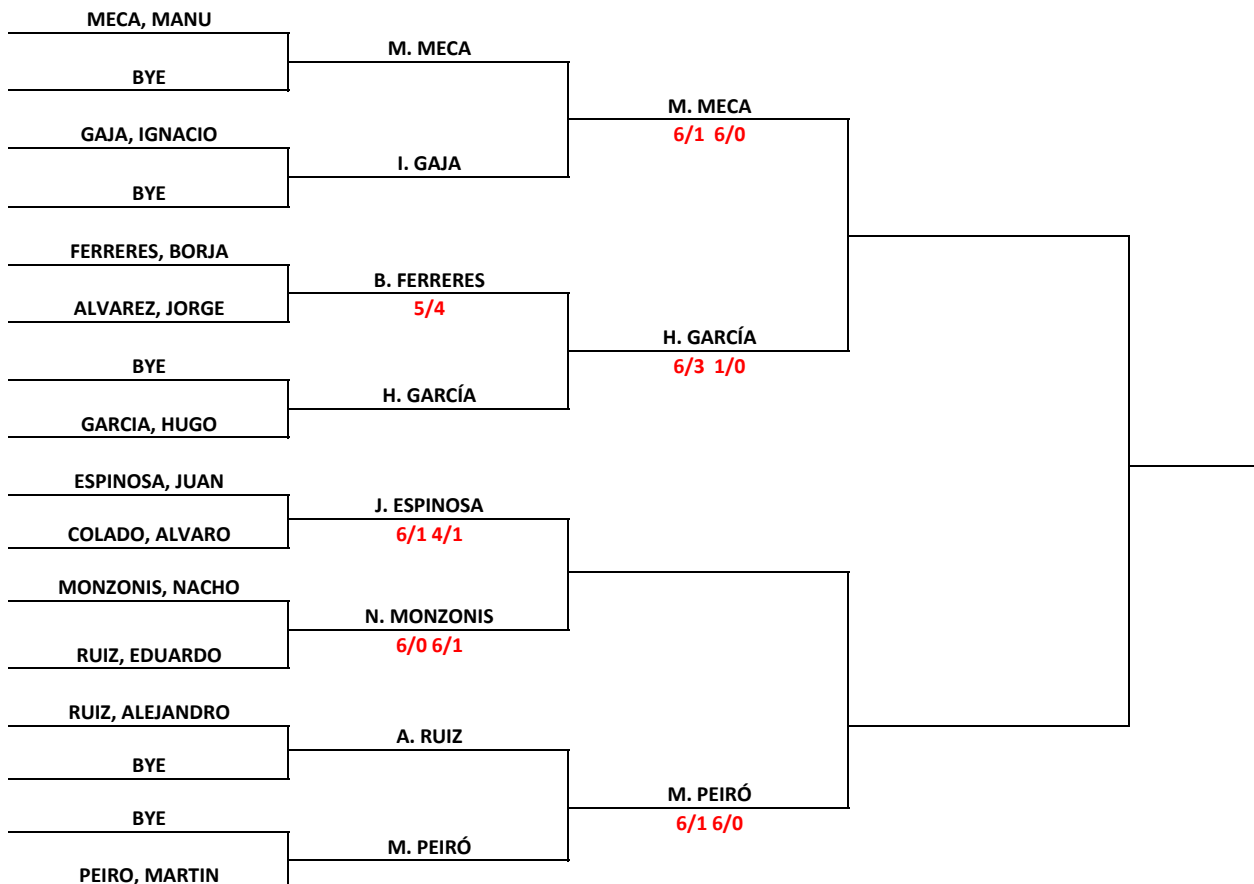 MECA, MANU
M. MECA
BYE
M. MECA
6/1 6/0
GAJA, IGNACIO
I. GAJA
BYE
FERRERES, BORJA
B. FERRERES
5/4
ALVAREZ, JORGE
H. GARCÍA
6/3 1/0
BYE
H. GARCÍA
GARCIA, HUGO
ESPINOSA, JUAN
J. ESPINOSA
6/1 4/1
COLADO, ALVARO
MONZONIS, NACHO
N. MONZONIS
6/0 6/1
RUIZ, EDUARDO
RUIZ, ALEJANDRO
A. RUIZ
BYE
M. PEIRÓ
6/1 6/0
BYE
M. PEIRÓ
PEIRO, MARTIN